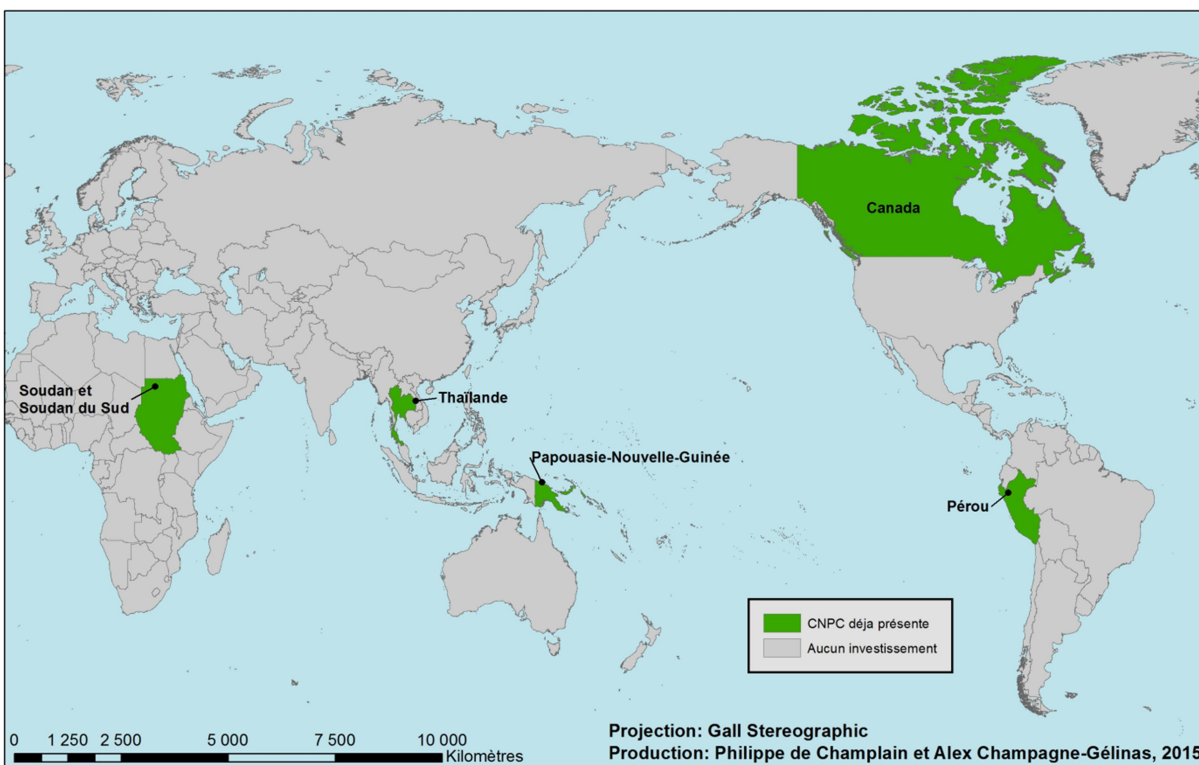 Canada
Soudan et
Soudan du Sud
Thaïlande
Papouasie-Nouvelle-Guinée
Pérou
CNPC déja présente
Aucun investissement
0 1 250 2 500 5 000 7 500 10 000
Kilomètres
Projection: Gall Stereographic
Production: Philippe de Champlain et Alex Champagne-Gélinas, 2015